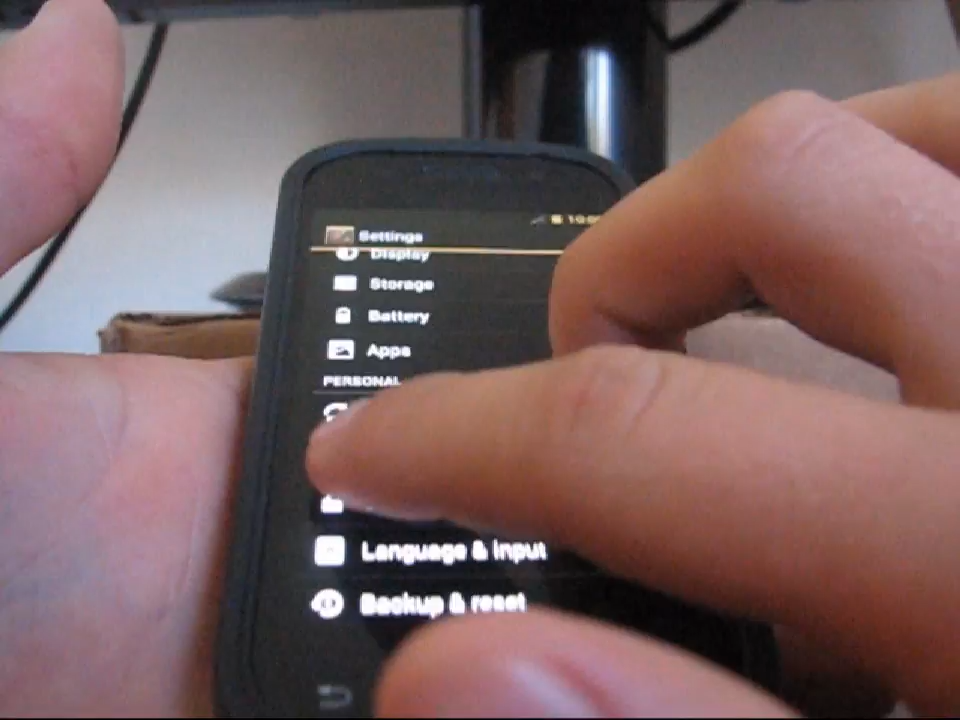 Settings
Display
Storage
Battery
Apps
PERSONAL
Language & input
Backup & reset